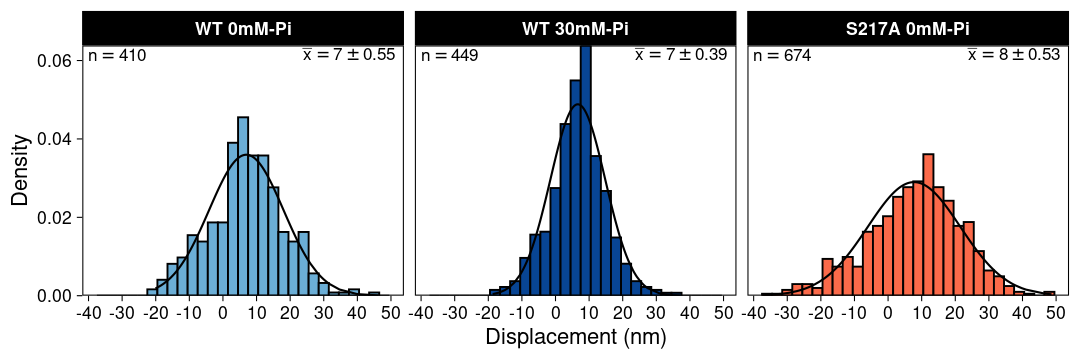 WT 0mM-Pi
WT 30mM-Pi
S217A 0mM-Pi
n = 410
x̅ = 7 ± 0.55
n = 449
x̅ = 7 ± 0.39
n = 674
x̅ = 8 ± 0.53
0.06
0.04
0.02
0.00
Density
-40 -30 -20 -10 0 10 20 30 40 50
-40 -30 -20 -10 0 10 20 30 40 50
-40 -30 -20 -10 0 10 20 30 40 50
Displacement (nm)